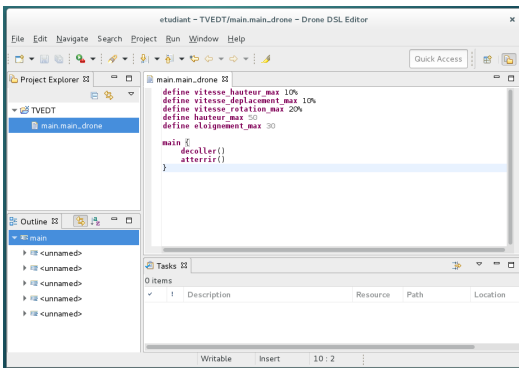 etudiant – TVEDT/main.main_drone – Drone DSL Editor
File Edit Navigate Search Project Run Window Help
Quick Access
Project Explorer
TVEDT
main.main_drone
main.main_drone
define vitesse_hauteur_max 10%
define vitesse_deplacement_max 10%
define vitesse_rotation_max 20%
define hauteur_max 50
define eloignement_max 30
main {
decoller()
atterrir()
}
Outline
main
<unnamed>
<unnamed>
<unnamed>
<unnamed>
<unnamed>
Tasks
0 items
! Description Resource Path Location
Writable Insert 10 : 2